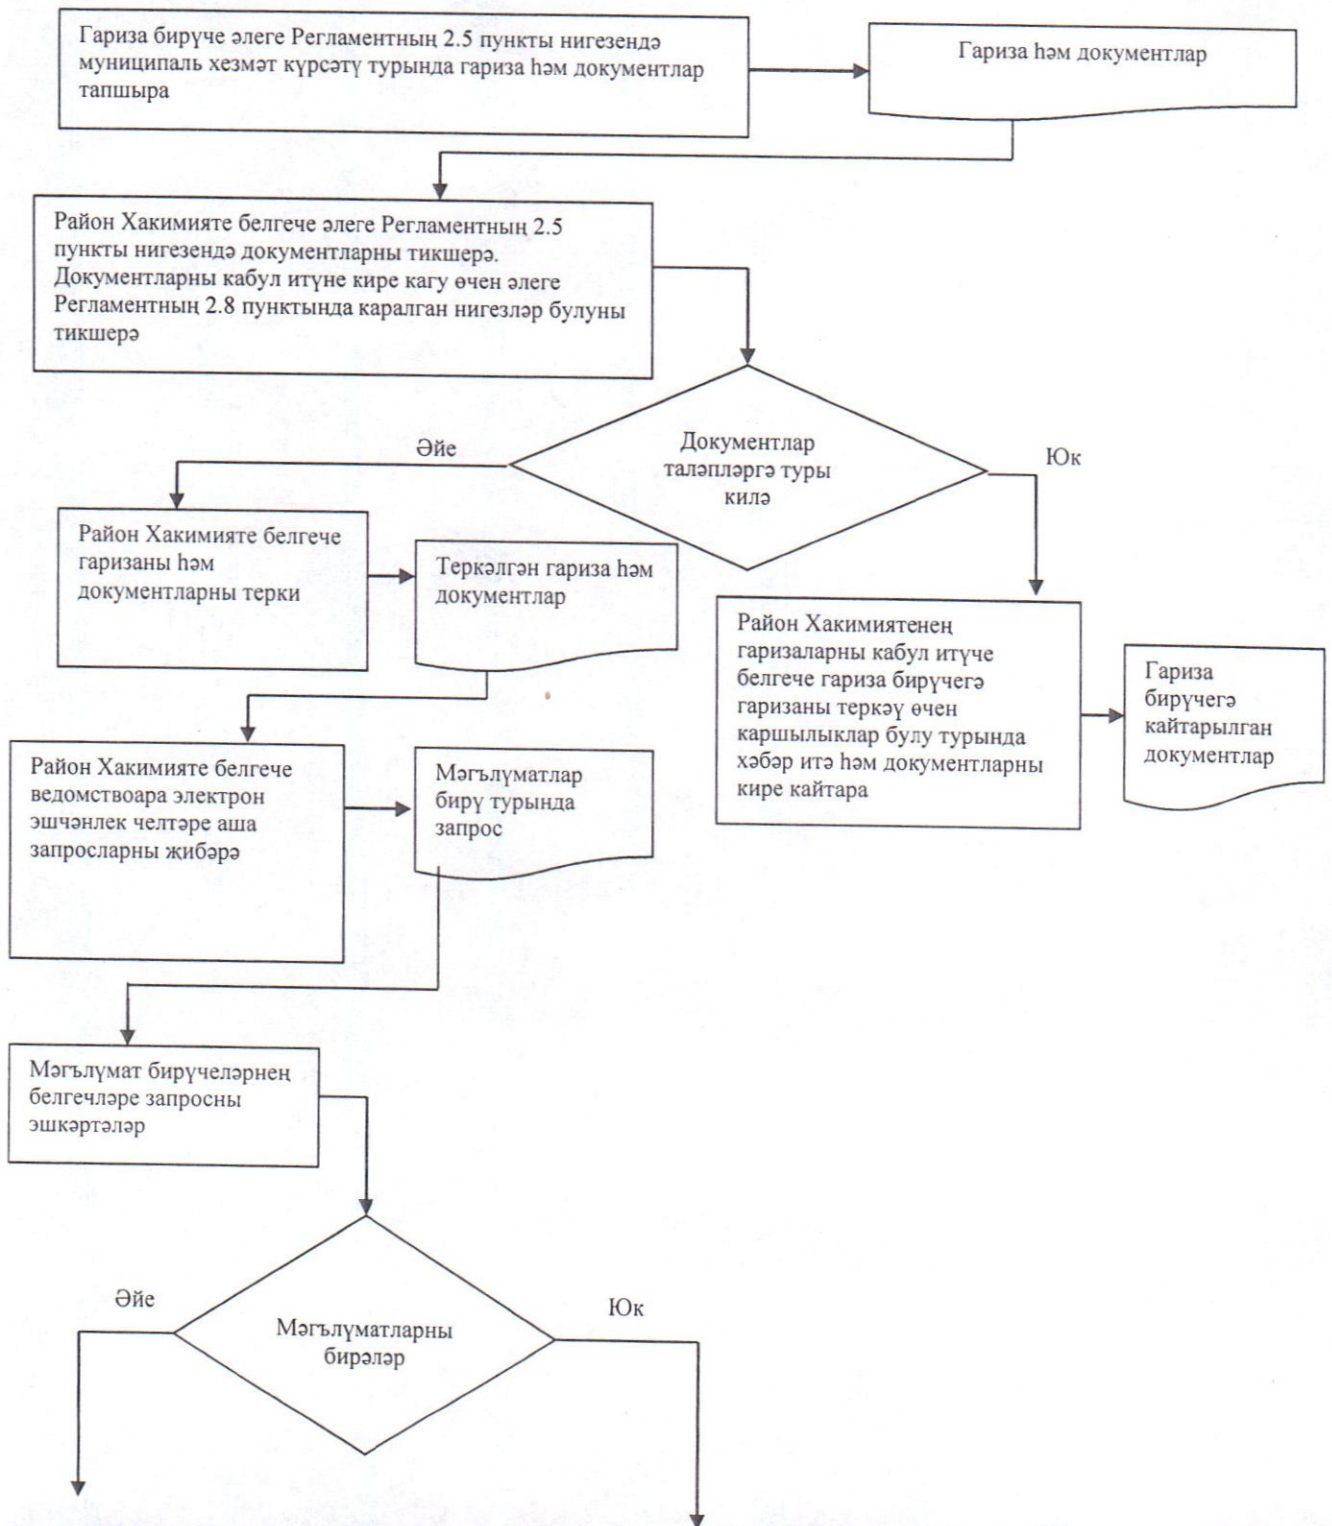 Гариза бирүче әлеге Регламентның 2.5 пункты нигезендә
муниципаль хезмәт күрсәтү турында гариза һәм документлар
тапшыра
Гариза һәм документлар
Район Хакимияте белгече әлеге Регламентның 2.5
пункты нигезендә документларны тикшерә.
Документларны кабул итүне кире кагу өчен әлеге
Регламентның 2.8 пунктында каралган нигезләр булуны
тикшерә
Документлар
таләпләргә туры
килә
Әйе
Юк
Район Хакимияте белгече
гаризаны һәм
документларны терки
Теркәлгән гариза һәм
документлар
Район Хакимиятенең
гаризаларны кабул итүче
белгече гариза бирүчегә
гаризаны теркәү өчен
каршылыклар булу турында
хәбәр итә һәм документларны
кире кайтара
Гариза
бирүчегә
кайтарылган
документлар
Район Хакимияте белгече
ведомствоара электрон
эшчәнлек челтәре аша
запросларны җибәрә
Мәгълүматлар
бирү турында
запрос
Мәгълүмат бирүчеләрнең
белгечләре запросны
эшкәртәләр
Әйе
Юк
Мәгълүматларны
бирәләр